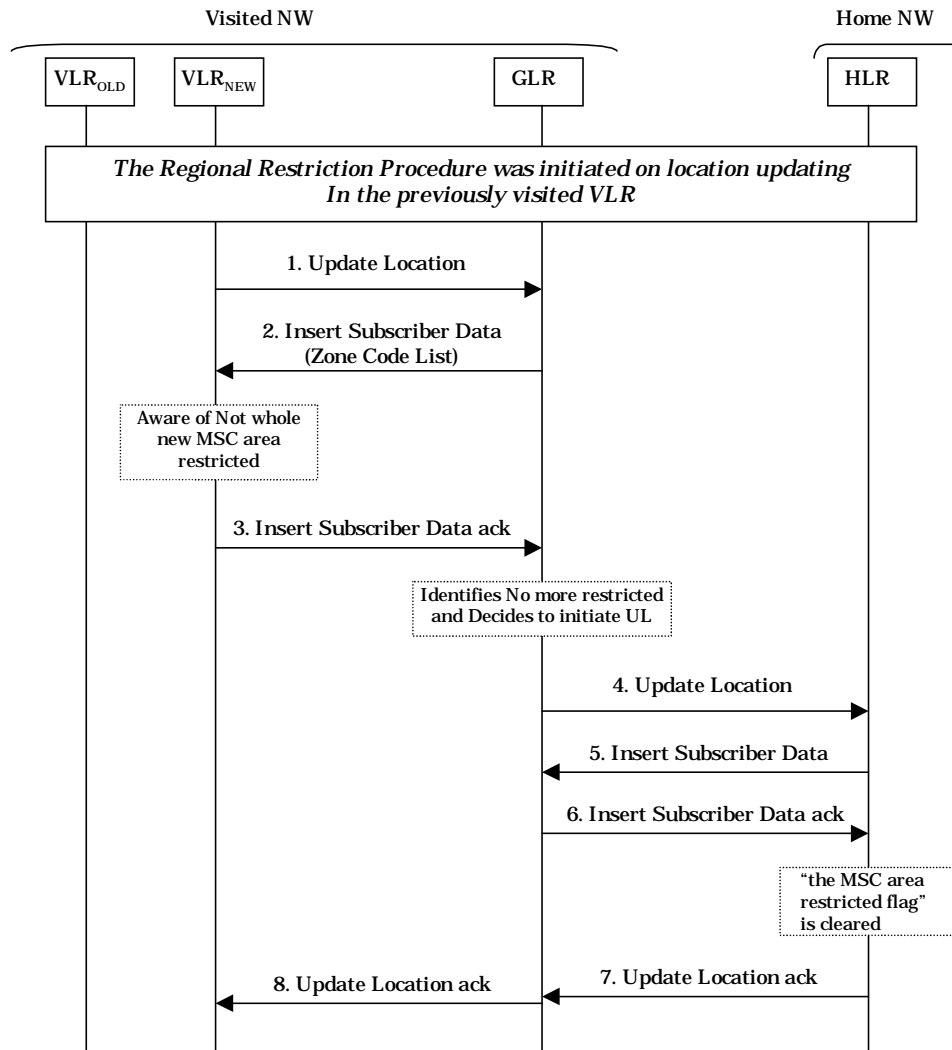 Visited NW
Home NW
VLR_OLD
VLR_NEW
GLR
HLR
The Regional Restriction Procedure was initiated on location updating
In the previously visited VLR
1. Update Location
2. Insert Subscriber Data
(Zone Code List)
Aware of Not whole
new MSC area
restricted
3. Insert Subscriber Data ack
Identifies No more restricted
and Decides to initiate UL
4. Update Location
5. Insert Subscriber Data
6. Insert Subscriber Data ack
“the MSC area
restricted flag”
is cleared
7. Update Location ack
8. Update Location ack